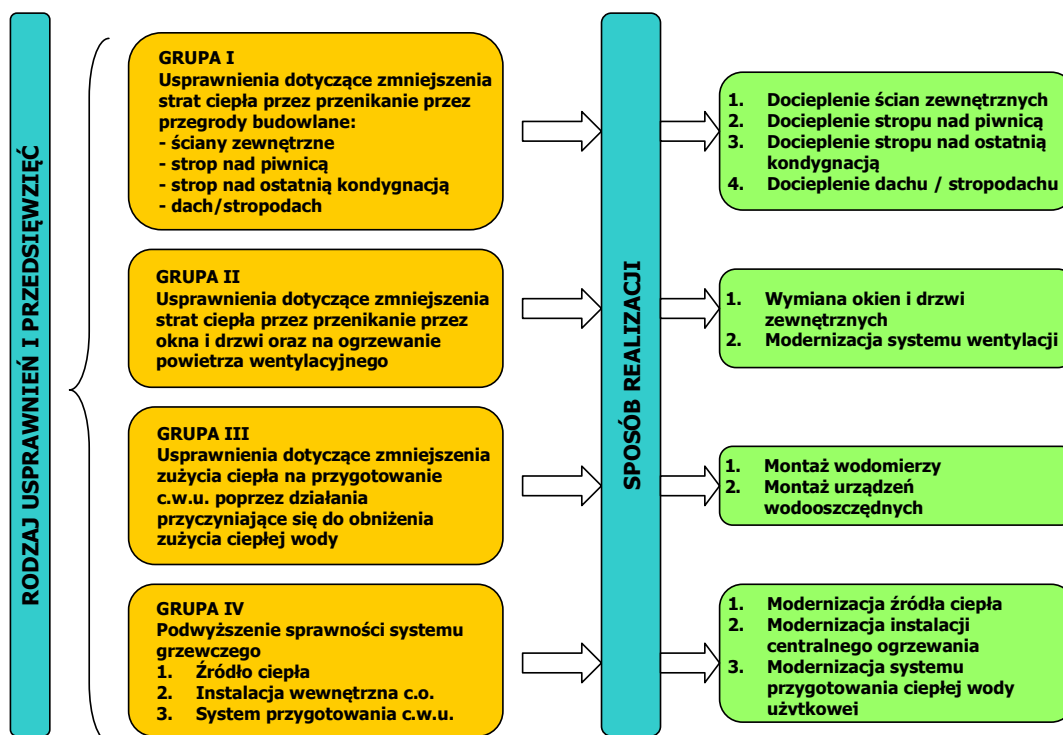 RODZAJ USPRAWNIEŃ I PRZEDSIĘWZIĘĆ
GRUPA I
Usprawnienia dotyczące zmniejszenia
strat ciepła przez przenikanie przez
przegrody budowlane:
- ściany zewnętrzne
- strop nad piwnicą
- strop nad ostatnią kondygnacją
- dach/stropodach
GRUPA II
Usprawnienia dotyczące zmniejszenia
strat ciepła przez przenikanie przez
okna i drzwi oraz na ogrzewanie
powietrza wentylacyjnego
GRUPA III
Usprawnienia dotyczące zmniejszenia
zużycia ciepła na przygotowanie
c.w.u. poprzez działania
przyczyniające się do obniżenia
zużycia ciepłej wody
GRUPA IV
Podwyższenie sprawności systemu
grzewczego
1. Źródło ciepła
2. Instalacja wewnętrzna c.o.
3. System przygotowania c.w.u.
SPOSÓB REALIZACJI
1. Docieplenie ścian zewnętrznych
2. Docieplenie stropu nad piwnicą
3. Docieplenie stropu nad ostatnią
kondygnacją
4. Docieplenie dachu / stropodachu
1. Wymiana okien i drzwi
zewnętrznych
2. Modernizacja systemu wentylacji
1. Montaż wodomierzy
2. Montaż urządzeń
wodooszczędnych
1. Modernizacja źródła ciepła
2. Modernizacja instalacji
centralnego ogrzewania
3. Modernizacja systemu
przygotowania ciepłej wody
użytkowej